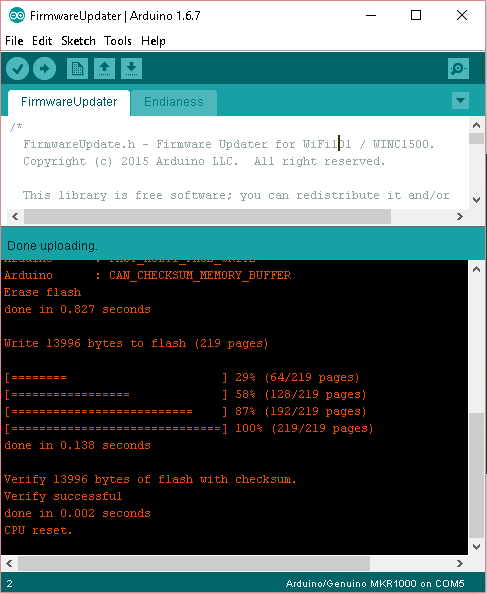 FirmwareUpdater | Arduino 1.6.7
File Edit Sketch Tools Help
FirmwareUpdater Endianess
/*
FirmwareUpdate.h - Firmware Updater for WiFi101 / WINC1500.
Copyright (c) 2015 Arduino LLC.  All right reserved.
This library is free software; you can redistribute it and/or
Done uploading.
Arduino       : FAST_MULTI_PAGE_WRITE
Arduino       : CAN_CHECKSUM_MEMORY_BUFFER
Erase flash
done in 0.827 seconds
Write 13996 bytes to flash (219 pages)
[========                      ] 29% (64/219 pages)
[=================             ] 58% (128/219 pages)
[==========================    ] 87% (192/219 pages)
[==============================] 100% (219/219 pages)
done in 0.138 seconds
Verify 13996 bytes of flash with checksum.
Verify successful
done in 0.002 seconds
CPU reset.
2 Arduino/Genuino MKR1000 on COM5